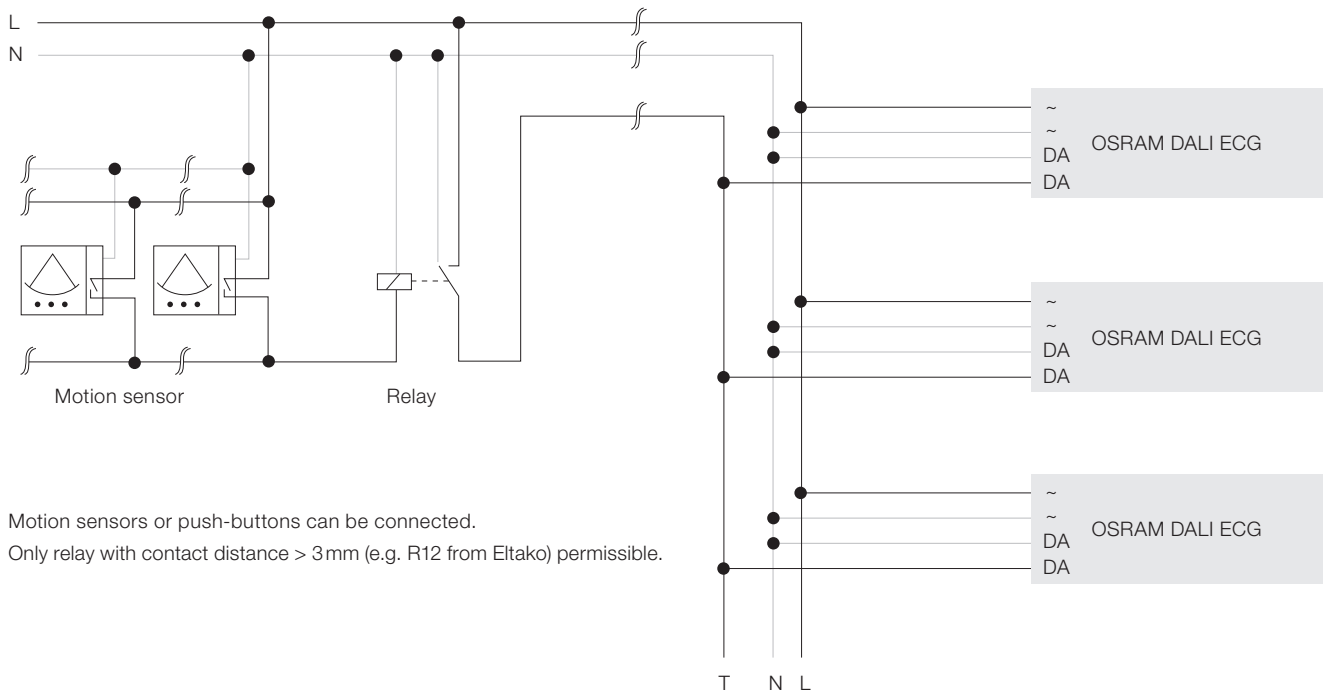 L
N
~
~
DA
DA
OSRAM DALI ECG
~
~
DA
DA
OSRAM DALI ECG
Motion sensor
Relay
~
~
DA
DA
OSRAM DALI ECG
Motion sensors or push-buttons can be connected.
Only relay with contact distance > 3 mm (e.g. R12 from Eltako) permissible.
T N L